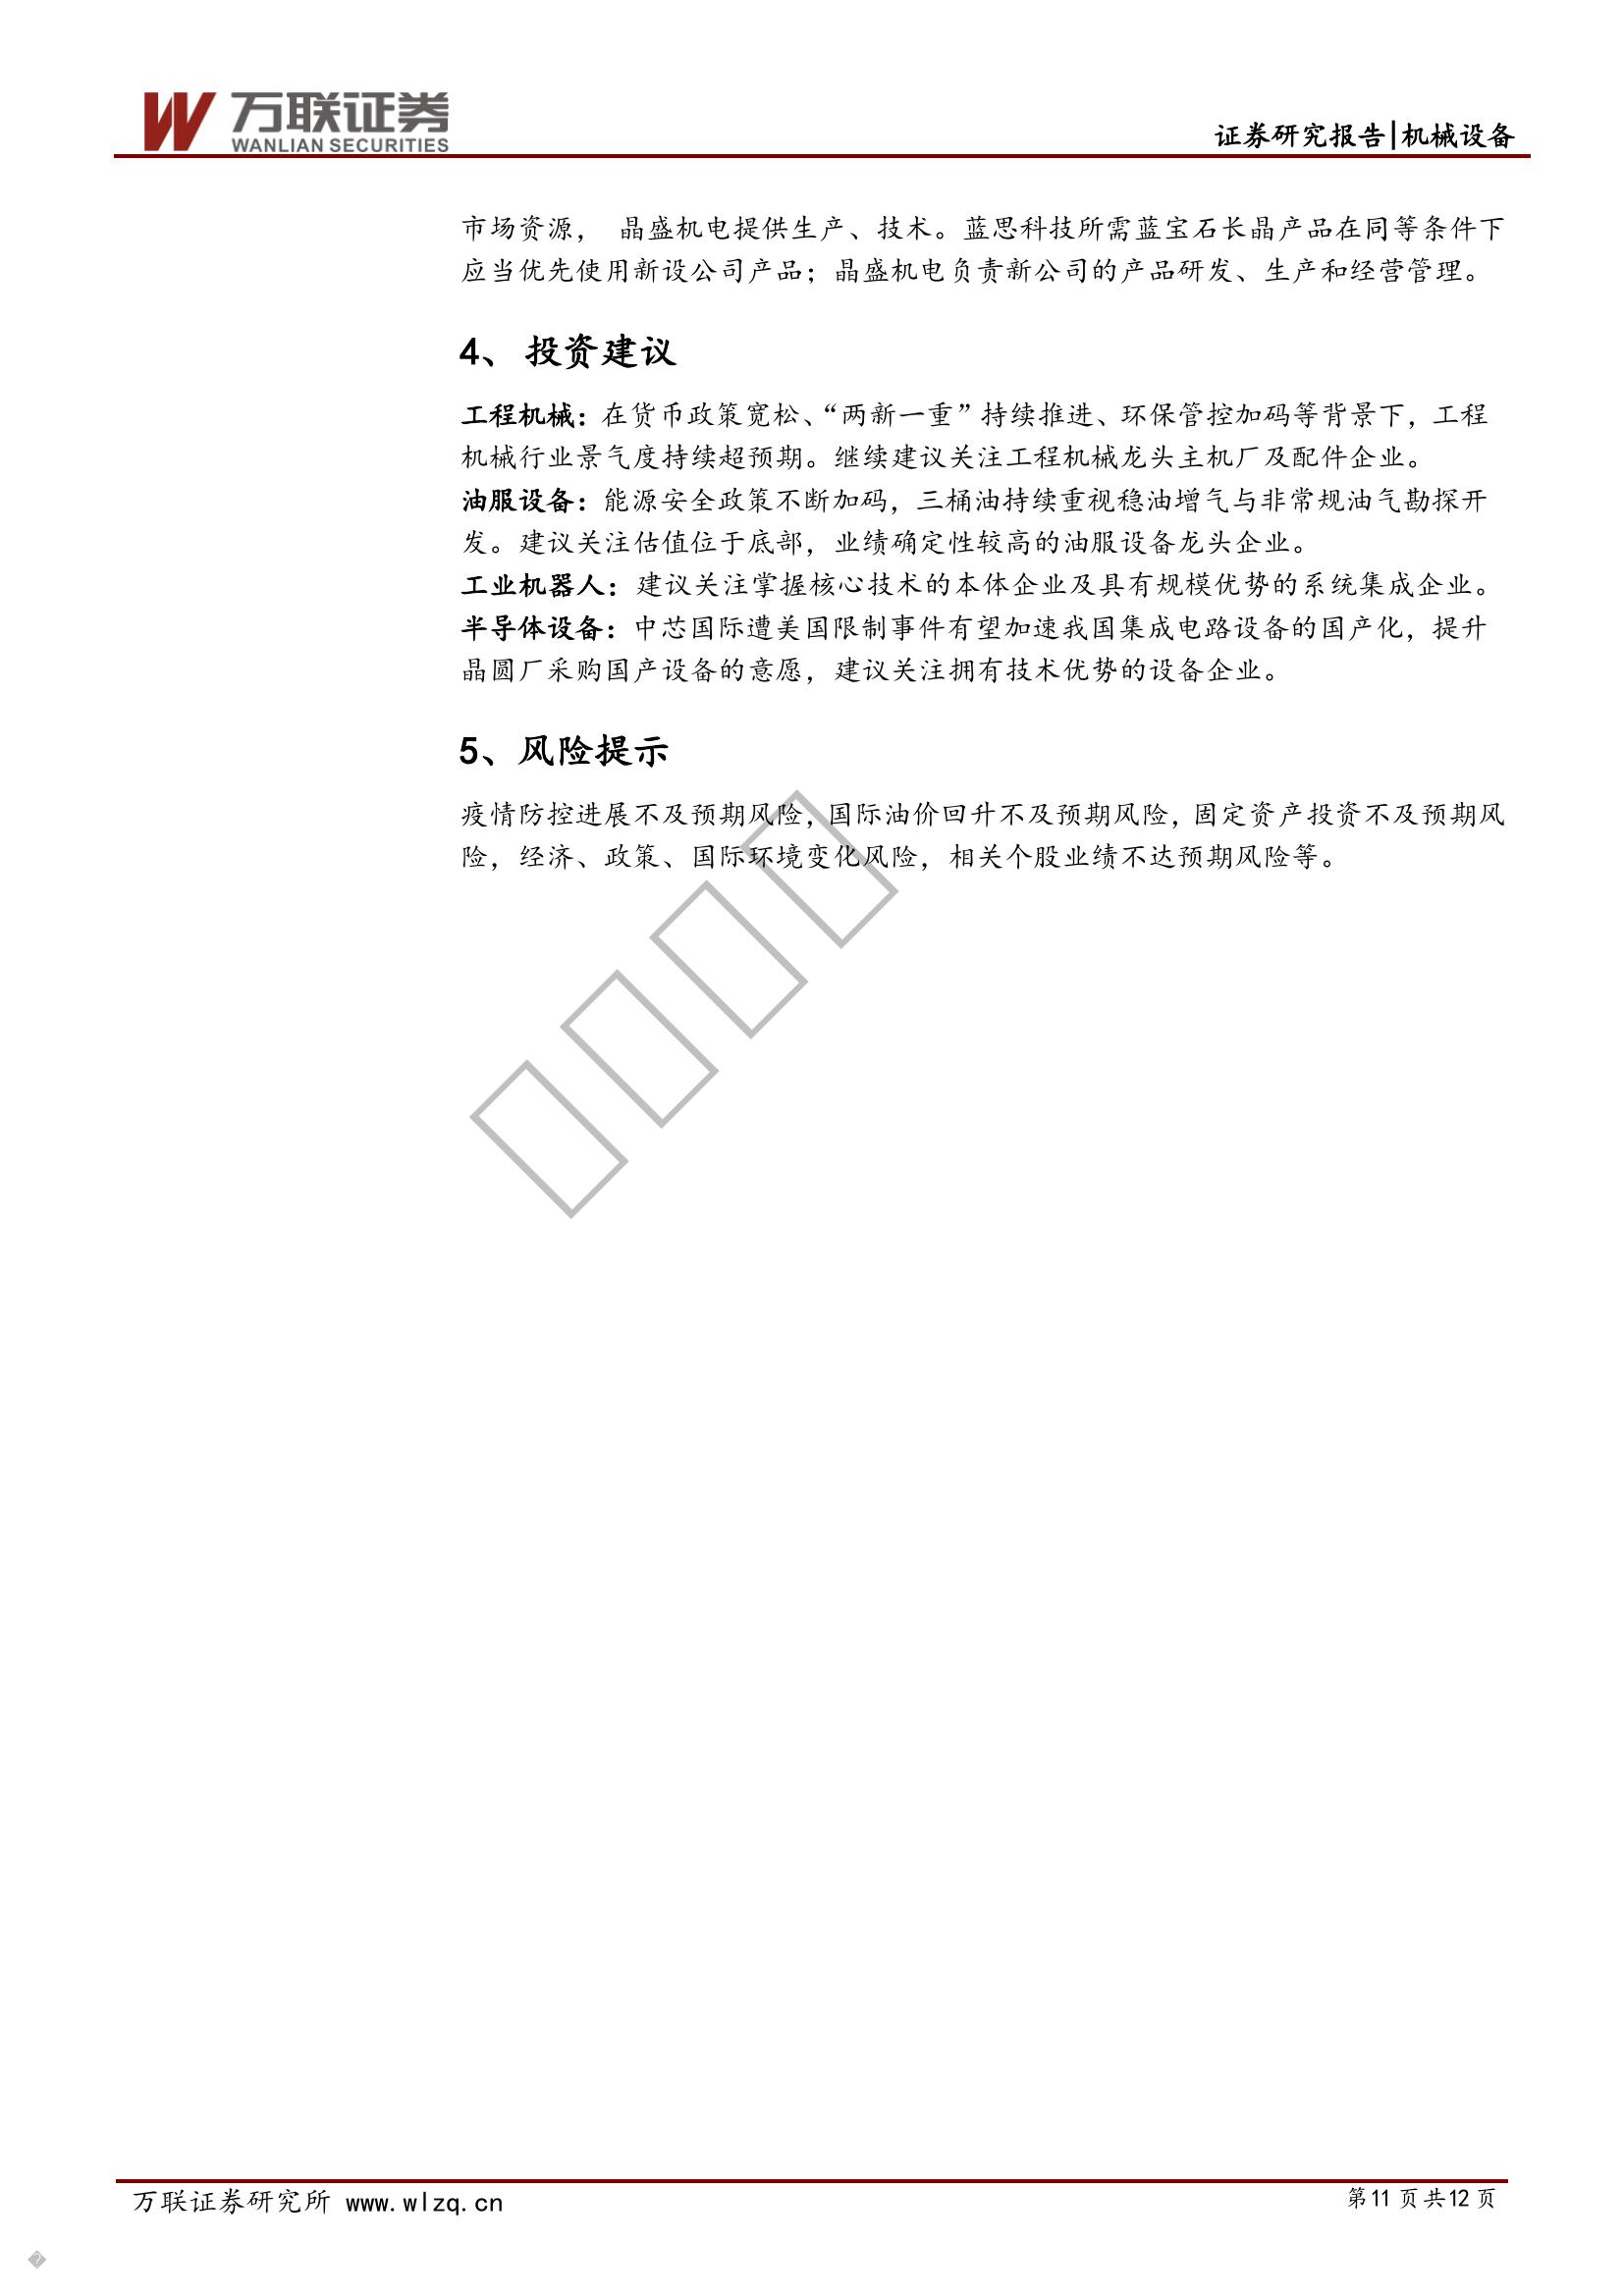 万联证券
WANLIAN SECURITIES
证券研究报告|机械设备
市场资源， 晶盛机电提供生产、技术。蓝思科技所需蓝宝石长晶产品在同等条件下
应当优先使用新设公司产品；晶盛机电负责新公司的产品研发、生产和经营管理。
4、 投资建议
工程机械：在货币政策宽松、“两新一重”持续推进、环保管控加码等背景下，工程
机械行业景气度持续超预期。继续建议关注工程机械龙头主机厂及配件企业。
油服设备：能源安全政策不断加码，三桶油持续重视稳油增气与非常规油气勘探开
发。建议关注估值位于底部，业绩确定性较高的油服设备龙头企业。
工业机器人：建议关注掌握核心技术的本体企业及具有规模优势的系统集成企业。
半导体设备：中芯国际遭美国限制事件有望加速我国集成电路设备的国产化，提升
晶圆厂采购国产设备的意愿，建议关注拥有技术优势的设备企业。
5、风险提示
疫情防控进展不及预期风险，国际油价回升不及预期风险，固定资产投资不及预期风
险，经济、政策、国际环境变化风险，相关个股业绩不达预期风险等。
万联证券研究所 www.wlzq.cn
第11 页 共12 页